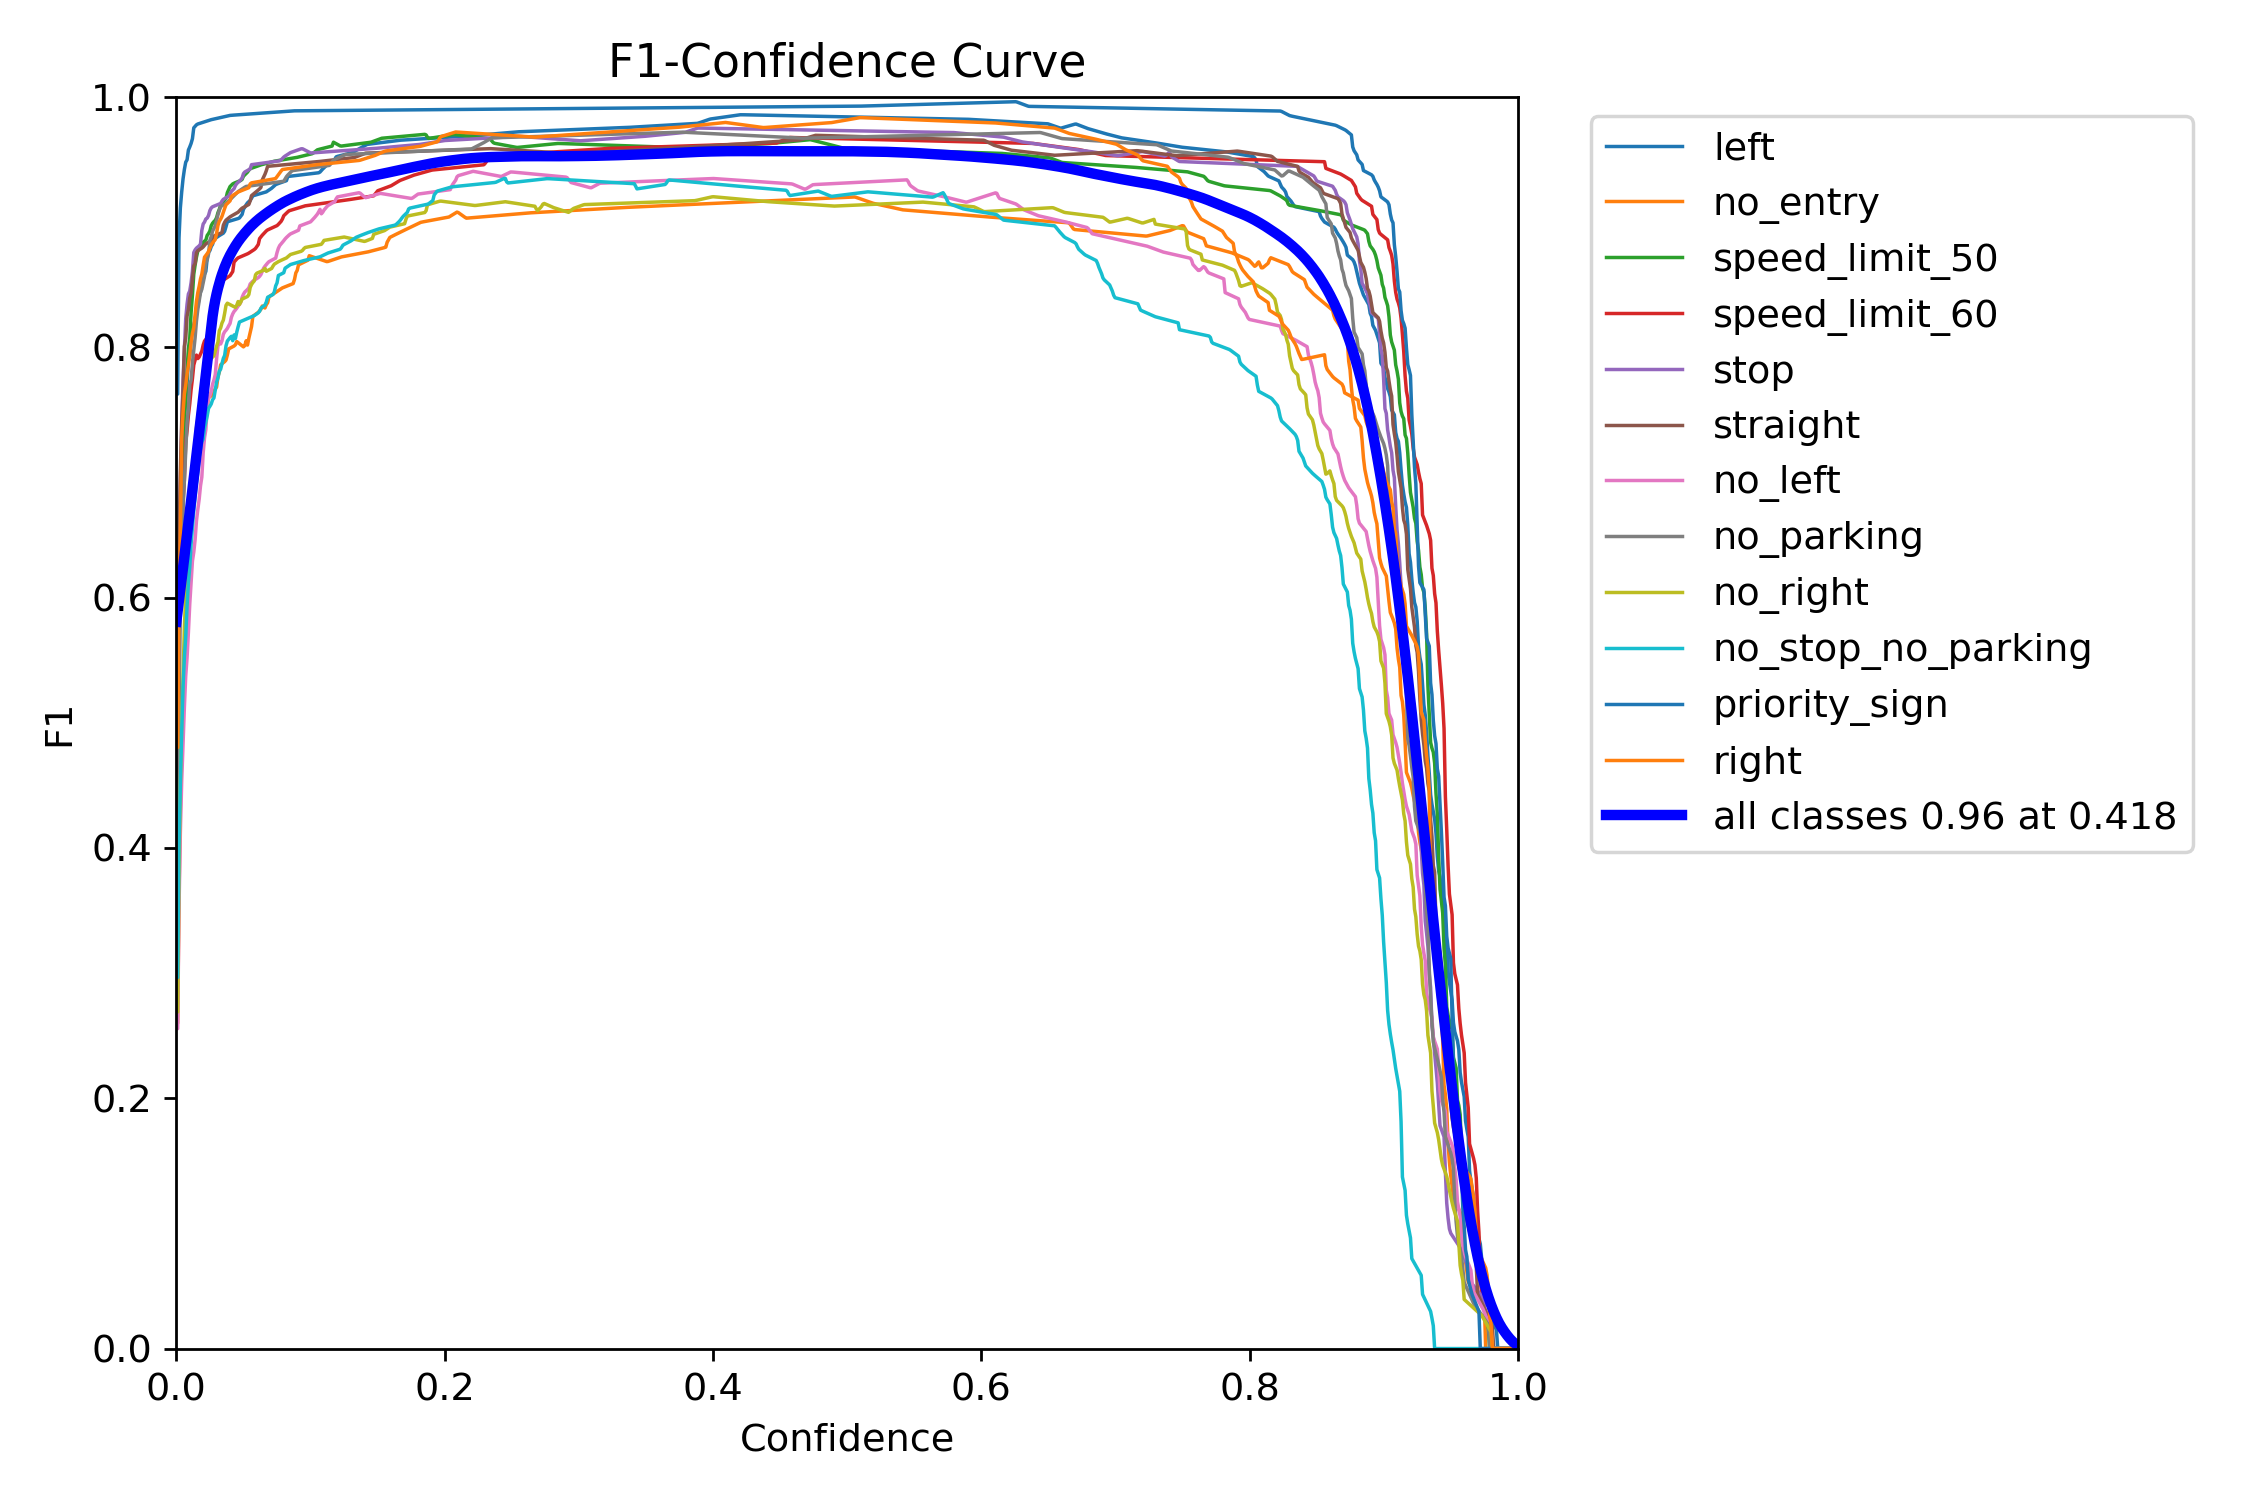 F1-Confidence Curve
1.0
0.8
0.6
0.4
0.2
0.0
F1
0.0 0.2 0.4 0.6 0.8 1.0
Confidence
left
no_entry
speed_limit_50
speed_limit_60
stop
straight
no_left
no_parking
no_right
no_stop_no_parking
priority_sign
right
all classes 0.96 at 0.418